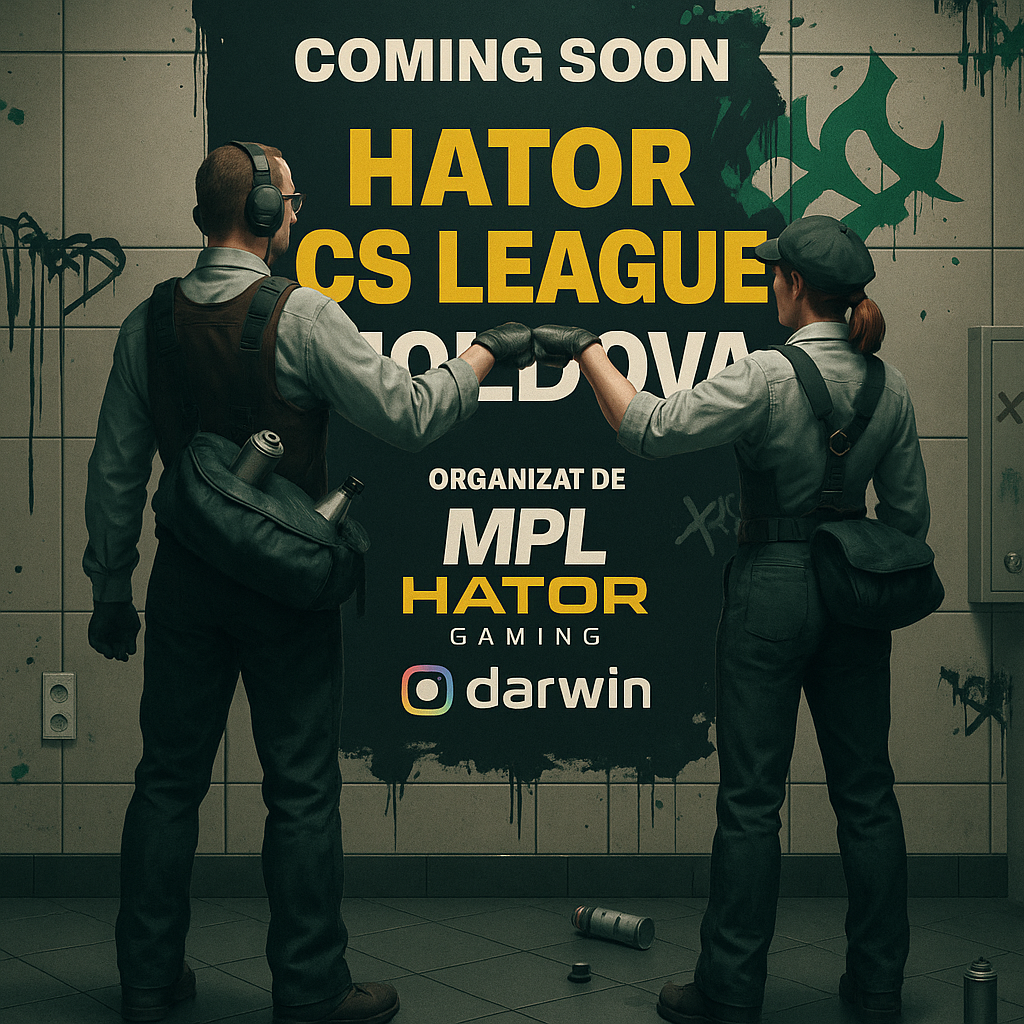 COMING SOON
HATOR
CS LEAGUE
MOLDOVA
ORGANIZAT DE
MPL
HATOR
GAMING
darwin